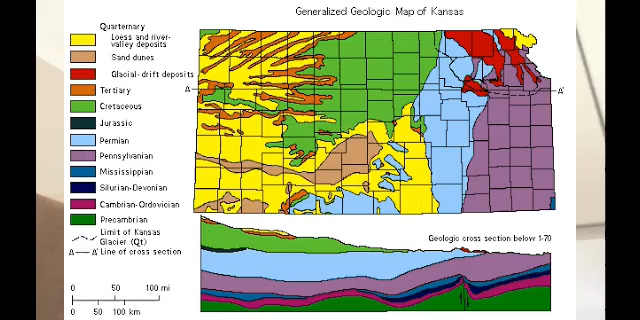 Generalized Geologic Map of Kansas
Quarternary
Loess and river-
valley deposits
Sand dunes
Glacial-drift deposits
Tertiary
Cretaceous
Jurassic
Permian
Pennsylvanian
Mississippian
Silurian-Devonian
Cambrian-Ordovician
Precambrian
Limit of Kansas
Glacier (Qt)
A A' Line of cross section
A A'
Geologic cross section below I-70
0 50 100 mi
0 50 100 km